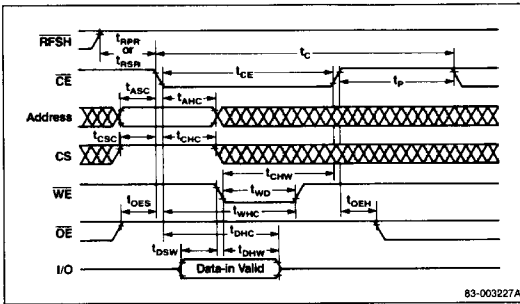 RFSH
tRPR
or
tRSR
tC
CE
tCE
tP
tASC
tAHC
Address
tCSC
tCHC
CS
tCHW
WE
tWD
tWHC
tOES
tOEH
OE
tDHC
tDSW
tDHW
I/O
Data-in Valid
83-003227A